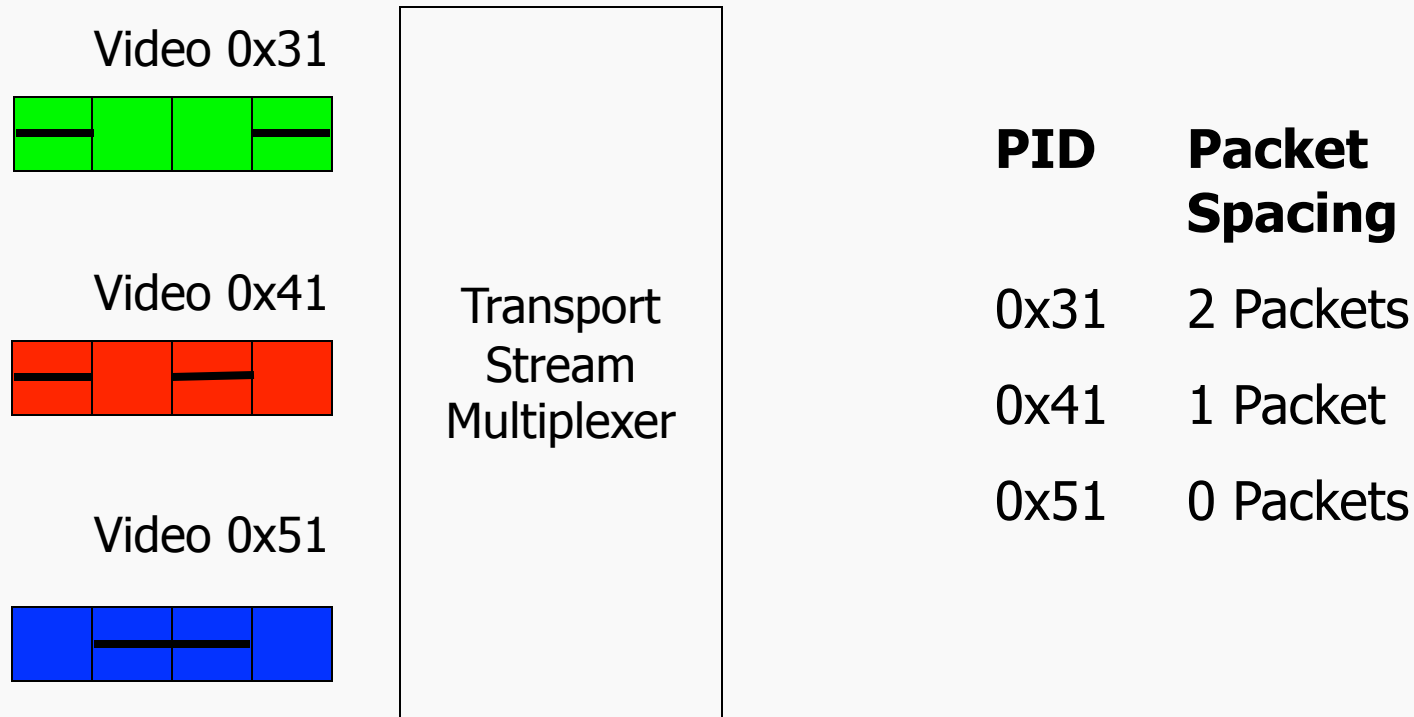 Video 0x31
Video 0x41
Video 0x51
Transport
Stream
Multiplexer
PID Packet
Spacing
0x31 2 Packets
0x41 1 Packet
0x51 0 Packets